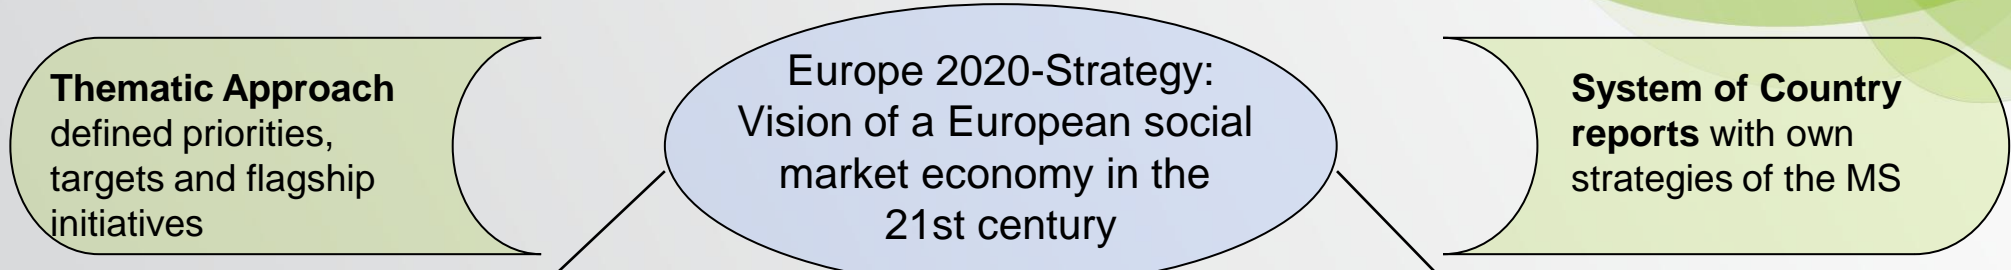 Thematic Approach
defined priorities,
targets and flagship
initiatives
Europe 2020-Strategy:
Vision of a European social
market economy in the
21st century
System of Country
reports with own
strategies of the MS